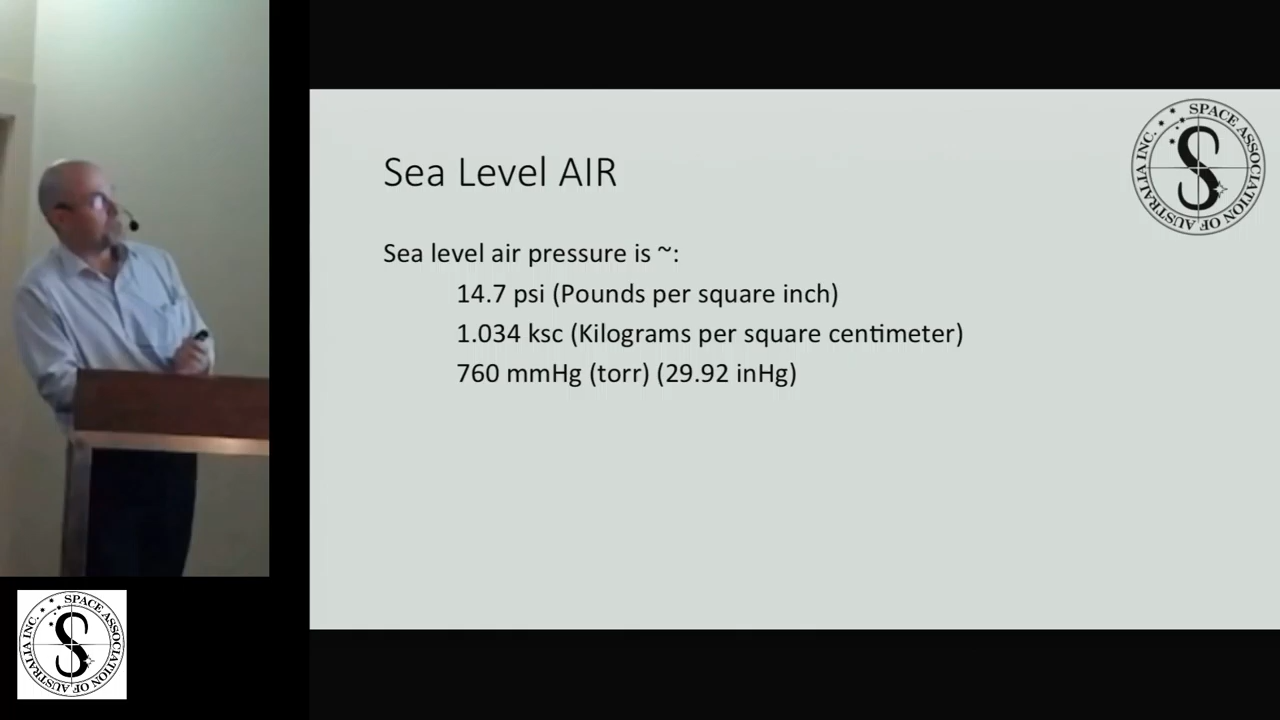 Sea Level AIR
SPACE ASSOCIATION OF AUSTRALIA INC.
Sea level air pressure is ~:
14.7 psi (Pounds per square inch)
1.034 ksc (Kilograms per square centimeter)
760 mmHg (torr) (29.92 inHg)
SPACE ASSOCIATION OF AUSTRALIA INC.